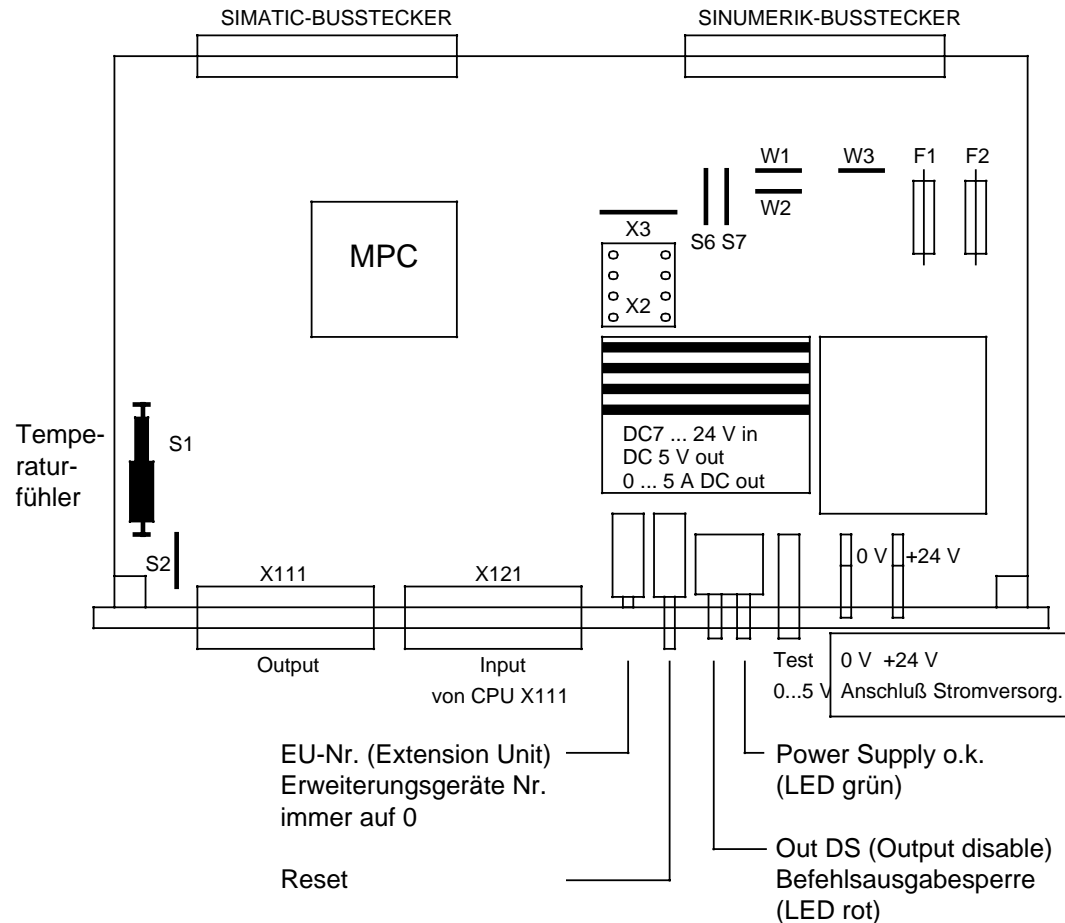 SIMATIC-BUSSTECKER
SINUMERIK-BUSSTECKER
W1
W3
F1
F2
W2
X3
S6
S7
MPC
X2
Tempe-
ratur-
fühler
S1
DC7 ... 24 V in
DC 5 V out
0 ... 5 A DC out
S2
0 V
+24 V
X111
X121
Output
Input
von CPU X111
Test
0...5 V
0 V +24 V
Anschluß Stromversorg.
EU-Nr. (Extension Unit)
Erweiterungsgeräte Nr.
immer auf 0
Power Supply o.k.
(LED grün)
Reset
Out DS (Output disable)
Befehlsausgabesperre
(LED rot)